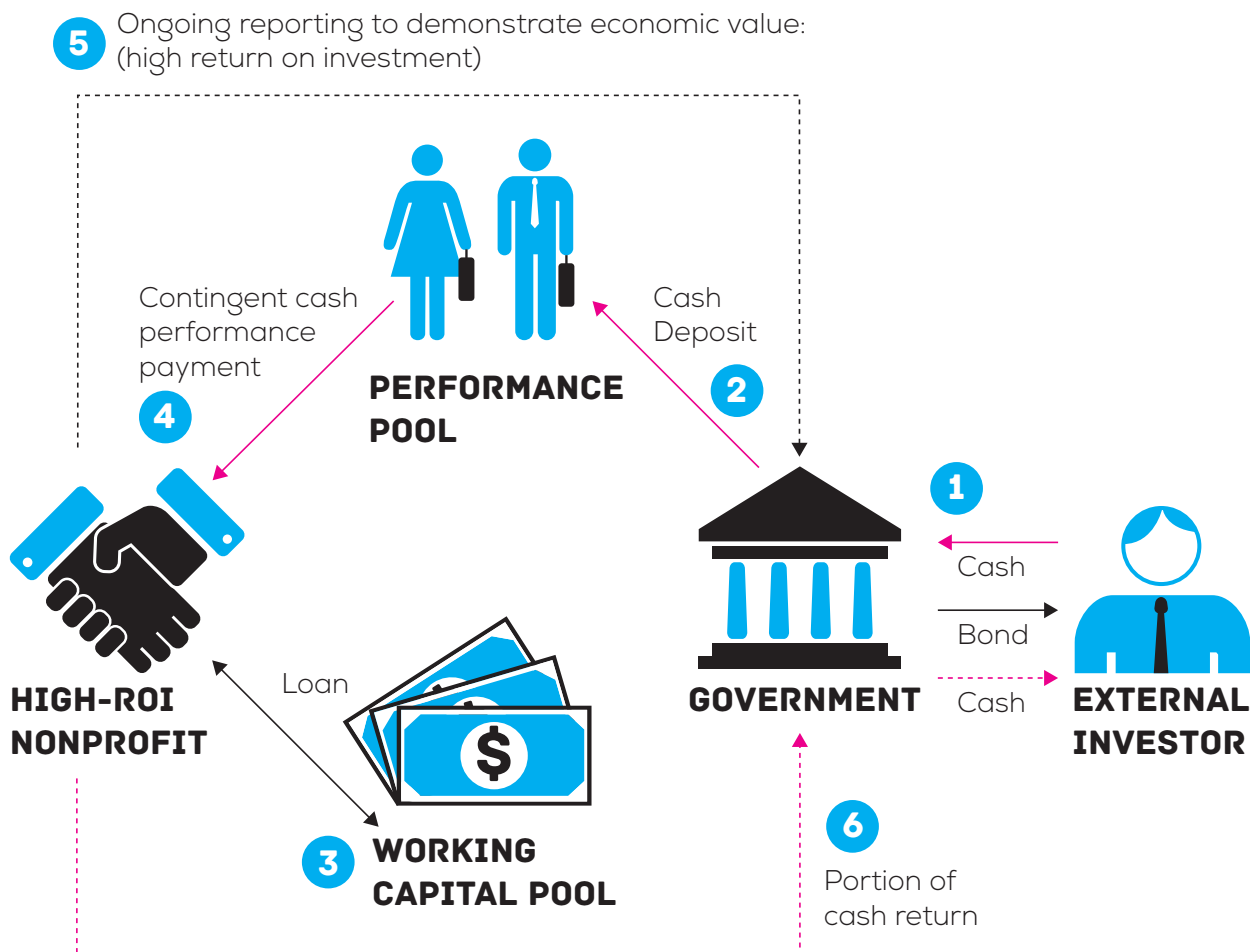 5
Ongoing reporting to demonstrate economic value:
(high return on investment)
Contingent cash
performance
payment
4
Cash
Deposit
2
PERFORMANCE
POOL
1
Cash
Bond
Cash
HIGH-ROI
NONPROFIT
Loan
$
GOVERNMENT
EXTERNAL
INVESTOR
3
WORKING
CAPITAL POOL
6
Portion of
cash return